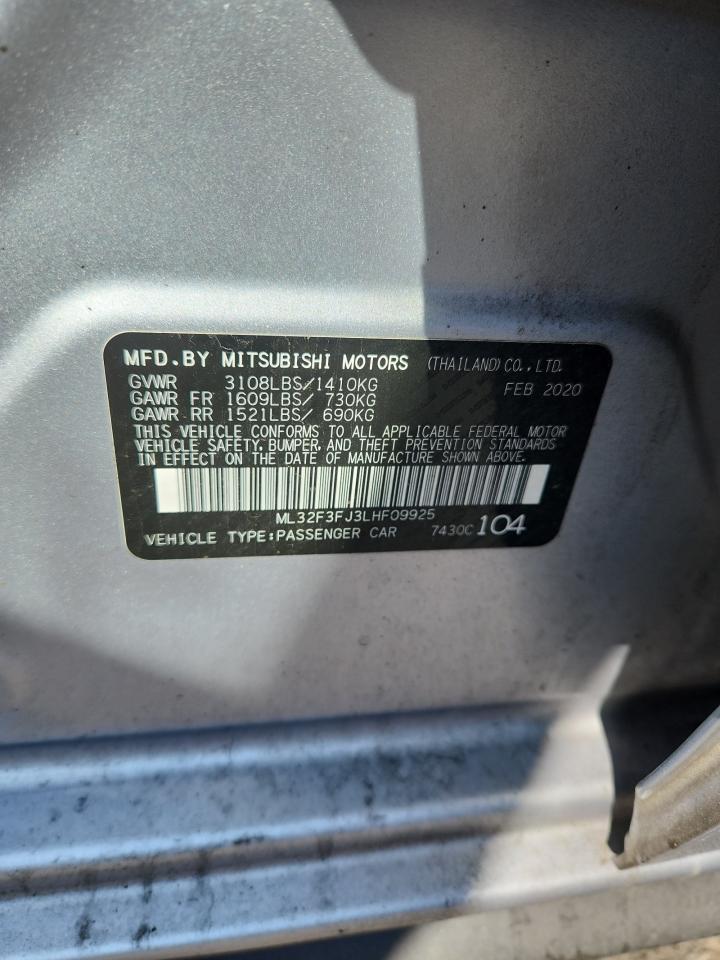 MFD.BY MITSUBISHI MOTORS (THAILAND) CO., LTD.
GVWR 3108LBS/1410KG FEB 2020
GAWR FR 1609LBS/ 730KG
GAWR RR 1521LBS/ 690KG
THIS VEHICLE CONFORMS TO ALL APPLICABLE FEDERAL MOTOR
VEHICLE SAFETY, BUMPER, AND THEFT PREVENTION STANDARDS
IN EFFECT ON THE DATE OF MANUFACTURE SHOWN ABOVE.
ML32F3FJ3LHF09925
VEHICLE TYPE:PASSENGER CAR 7430C 104